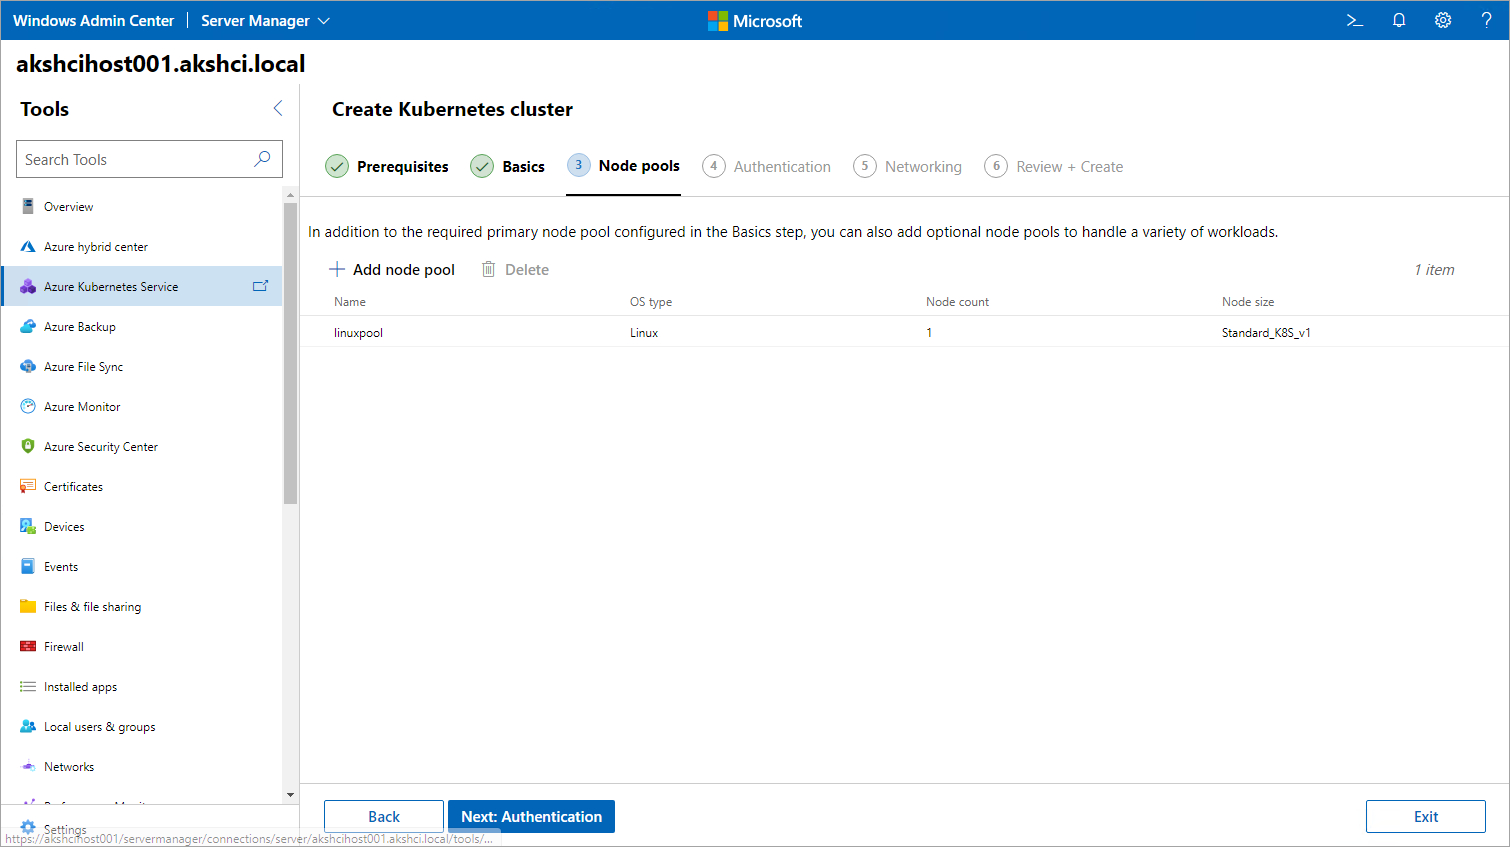 Windows Admin Center | Server Manager
Microsoft
>_
?
akshcihost001.akshci.local
Tools
Search Tools
Overview
Azure hybrid center
Azure Kubernetes Service
Azure Backup
Azure File Sync
Azure Monitor
Azure Security Center
Certificates
Devices
Events
Files & file sharing
Firewall
Installed apps
Local users & groups
Networks
Settings
https://akshcihost001/servermanager/connections/server/akshcihost001.akshci.local/tools/...
Create Kubernetes cluster
Prerequisites Basics 3 Node pools 4 Authentication 5 Networking 6 Review + Create
In addition to the required primary node pool configured in the Basics step, you can also add optional node pools to handle a variety of workloads.
Add node pool Delete 1 item
Name OS type Node count Node size
linuxpool Linux 1 Standard_K8S_v1
Back Next: Authentication Exit